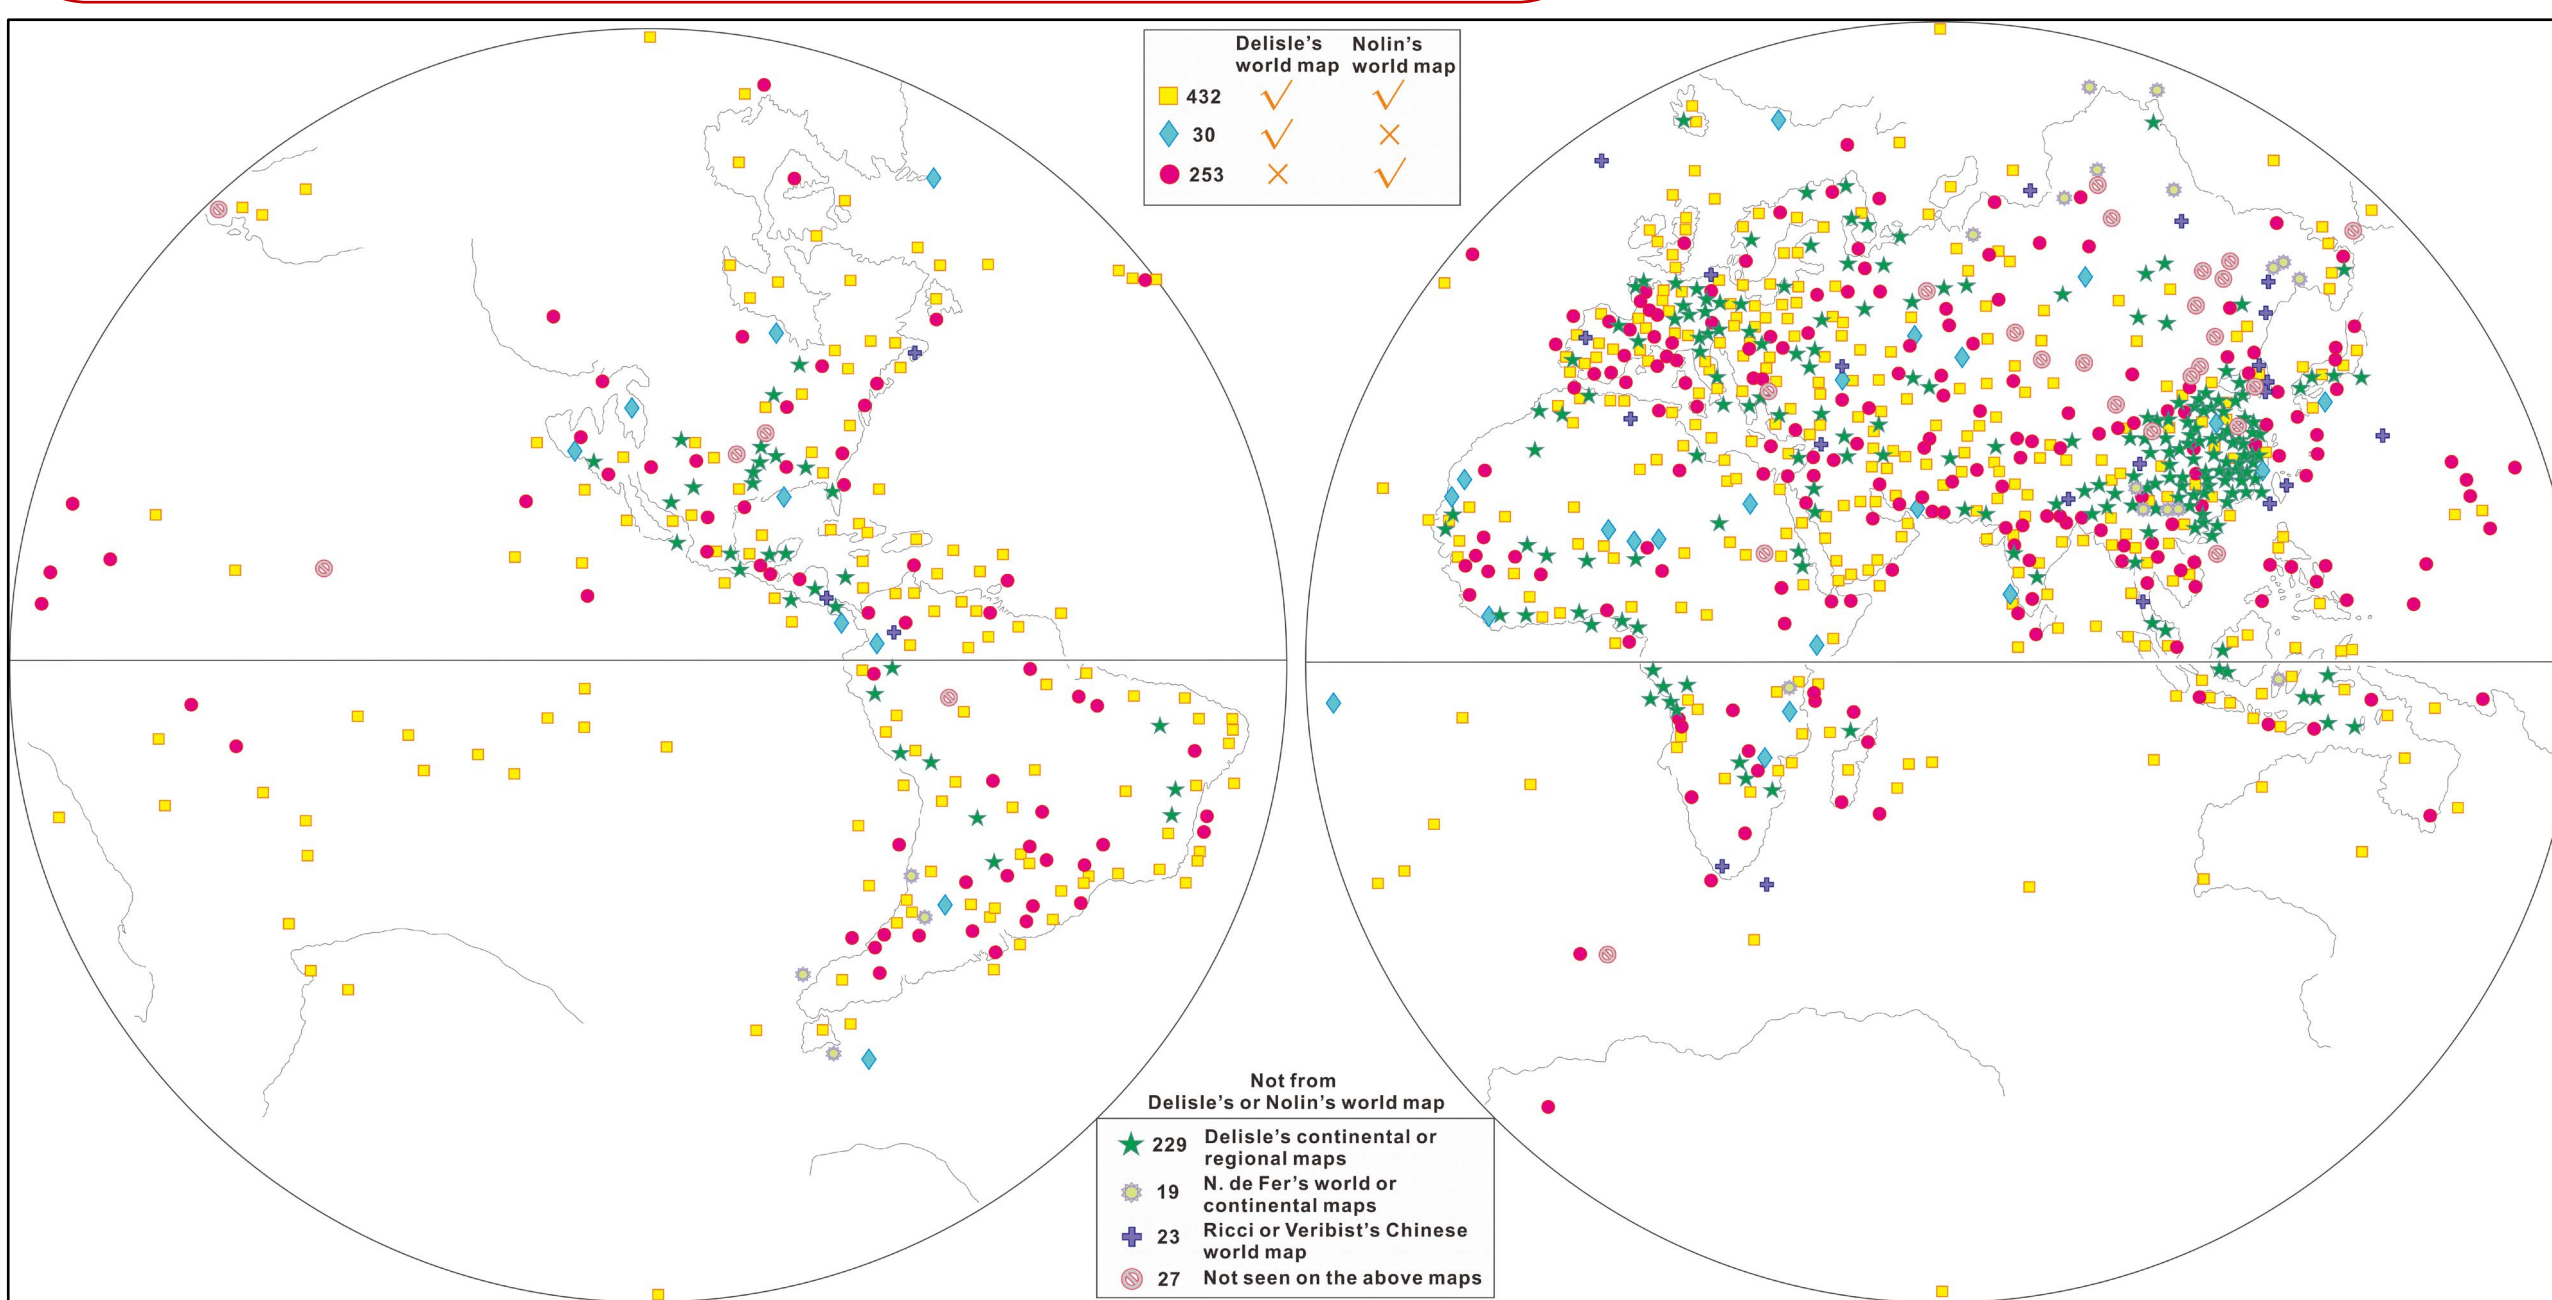 Delisle's Nolin's
world map world map
432 √ √
30 √ ×
253 × √
Not from
Delisle's or Nolin's world map
229 Delisle's continental or
regional maps
19 N. de Fer's world or
continental maps
23 Ricci or Veribist's Chinese
world map
27 Not seen on the above maps